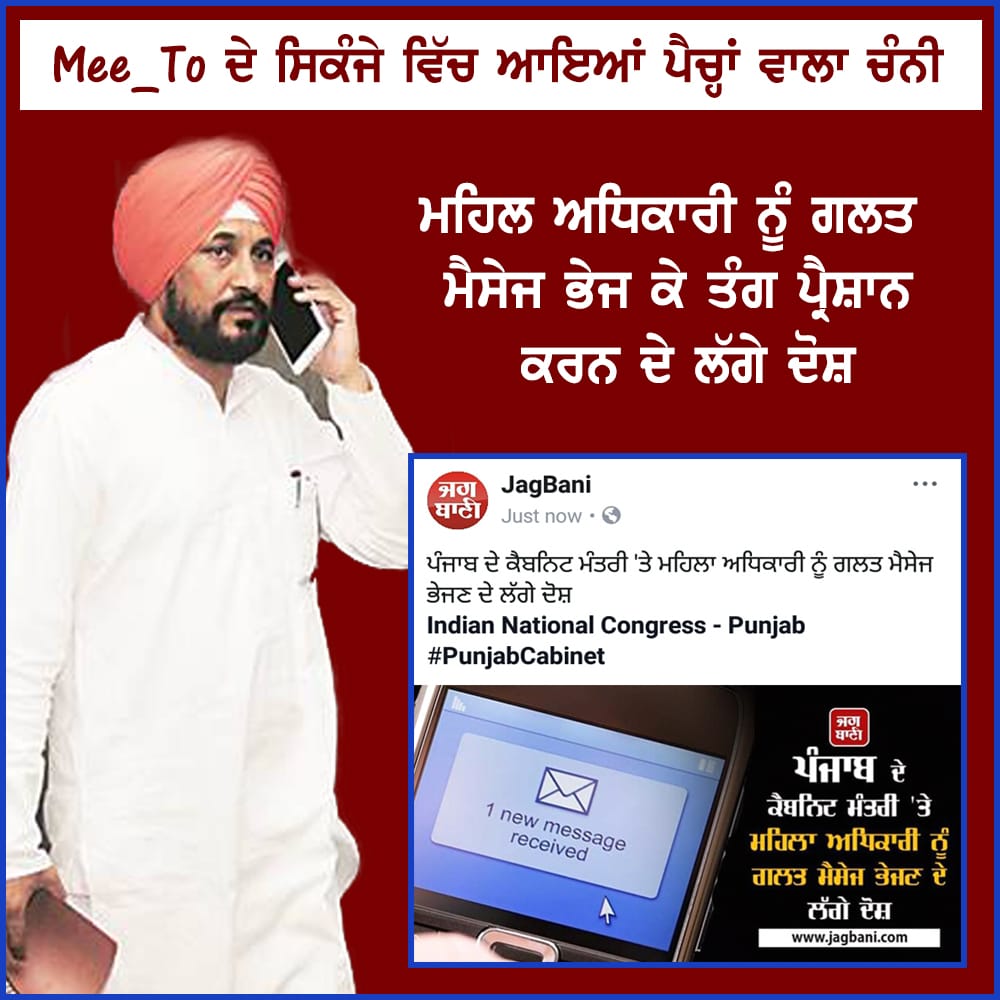 Mee_To ਦੇ ਸਿਕੰਜੇ ਵਿੱਚ ਆਇਆਂ ਪੈਚ੍ਹਾਂ ਵਾਲਾ ਚੰਨੀ
ਮਹਿਲ ਅਧਿਕਾਰੀ ਨੂੰ ਗਲਤ
ਮੈਸੇਜ ਭੇਜ ਕੇ ਤੰਗ ਪ੍ਰੈਸ਼ਾਨ
ਕਰਨ ਦੇ ਲੱਗੇ ਦੋਸ਼
ਜਗ
ਬਾਣੀ
JagBani
Just now
ਪੰਜਾਬ ਦੇ ਕੈਬਨਿਟ ਮੰਤਰੀ 'ਤੇ ਮਹਿਲਾ ਅਧਿਕਾਰੀ ਨੂੰ ਗਲਤ ਮੈਸੇਜ
ਭੇਜਣ ਦੇ ਲੱਗੇ ਦੋਸ਼
Indian National Congress - Punjab
#PunjabCabinet
1 new message
received
ਜਗ
ਬਾਣੀ
ਪੰਜਾਬ ਦੇ
ਕੈਬਨਿਟ ਮੰਤਰੀ 'ਤੇ
ਮਹਿਲਾ ਅਧਿਕਾਰੀ ਨੂੰ
ਗਲਤ ਮੈਸੇਜ ਭੇਜਣ ਦੇ
ਲੱਗੇ ਦੋਸ਼
www.jagbani.com